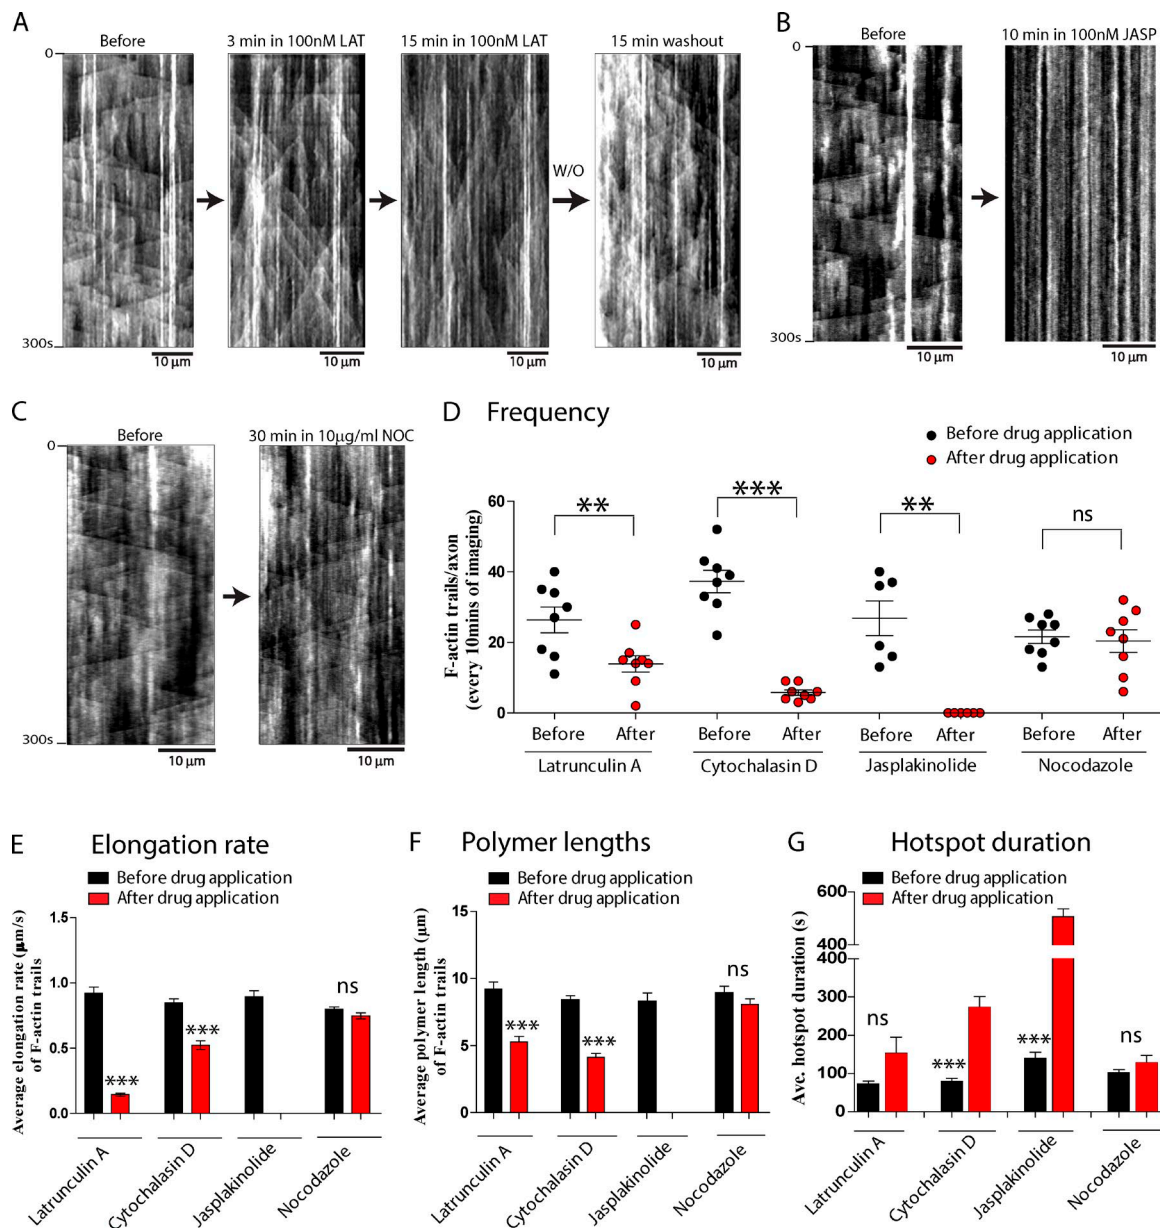 A
Before
3 min in 100nM LAT
15 min in 100nM LAT
15 min washout
0
300s
W/O
10 μm
10 μm
10 μm
10 μm
B
Before
10 min in 100nM JASP
0
300s
10 μm
10 μm
C
Before
30 min in 10μg/ml NOC
0
300s
10 μm
10 μm
D Frequency
Before drug application
After drug application
F-actin trails/axon
(every 10mins of imaging)
60
40
20
0
**
***
**
ns
Before After Before After Before After Before After
Latrunculin A Cytochalasin D Jasplakinolide Nocodazole
E Elongation rate
Before drug application
After drug application
Average elongation rate (μm/s)
of F-actin trails
1.5
1.0
0.5
0.0
***
***
ns
Latrunculin A
Cytochalasin D
Jasplakinolide
Nocodazole
F Polymer lengths
Before drug application
After drug application
Average polymer length (μm)
of F-actin trails
15
10
5
0
***
***
ns
Latrunculin A
Cytochalasin D
Jasplakinolide
Nocodazole
G Hotspot duration
Before drug application
After drug application
Ave. hotspot duration (s)
600
400
400
300
200
100
0
ns
***
***
ns
Latrunculin A
Cytochalasin D
Jasplakinolide
Nocodazole